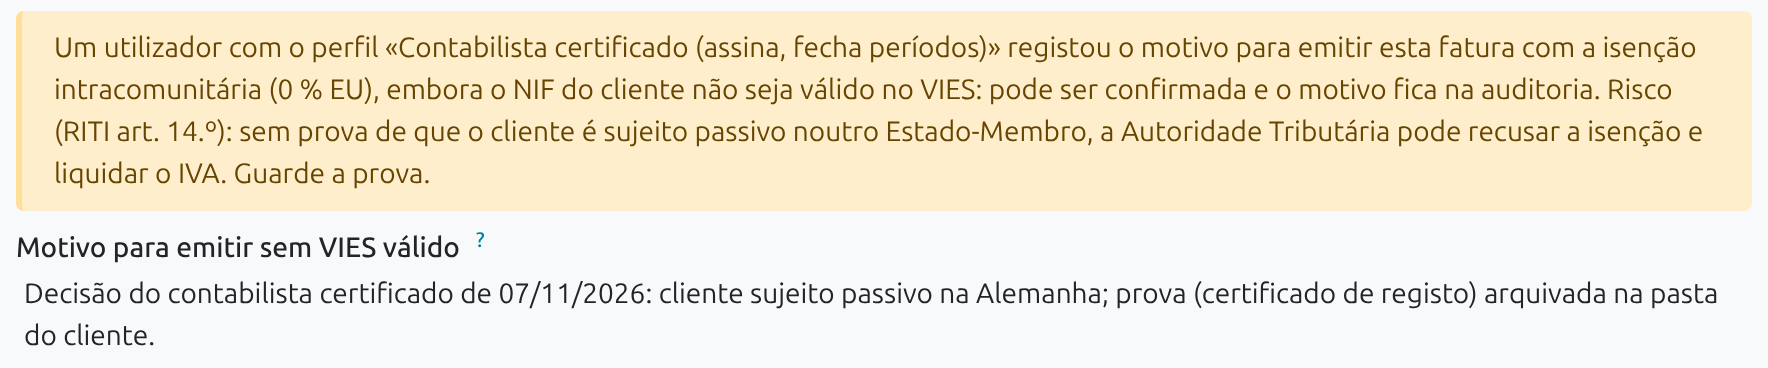 Um utilizador com o perfil «Contabilista certificado (assina, fecha períodos)» registou o motivo para emitir esta fatura com a isenção
intracomunitária (0 % EU), embora o NIF do cliente não seja válido no VIES: pode ser confirmada e o motivo fica na auditoria. Risco
(RITI art. 14.º): sem prova de que o cliente é sujeito passivo noutro Estado-Membro, a Autoridade Tributária pode recusar a isenção e
liquidar o IVA. Guarde a prova.
Motivo para emitir sem VIES válido ?
Decisão do contabilista certificado de 07/11/2026: cliente sujeito passivo na Alemanha; prova (certificado de registo) arquivada na pasta
do cliente.